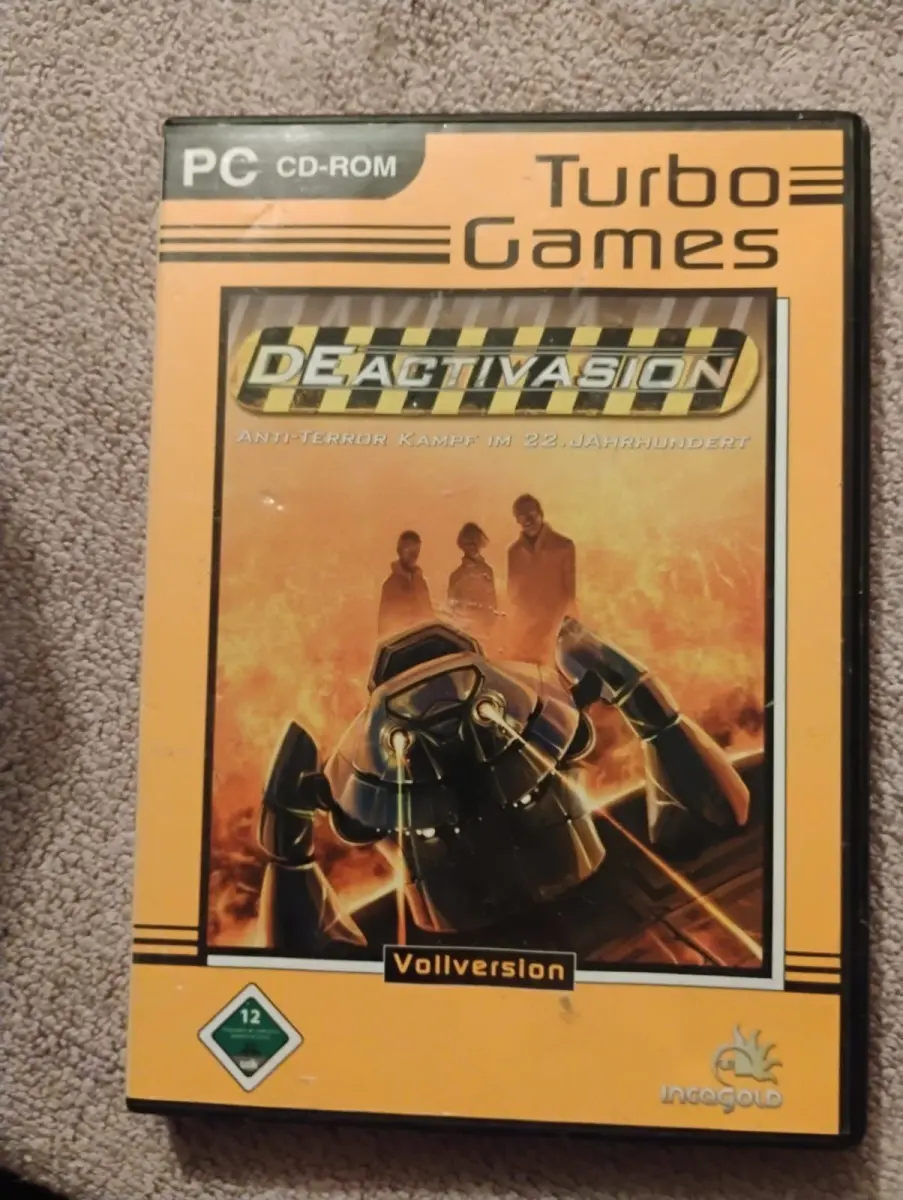 PC CD-ROM
Turbo
Games
DEACTIVASION
ANTI-TERROR KAMPF IM 22. JAHRHUNDERT
Vollversion
12
INCAGOLD